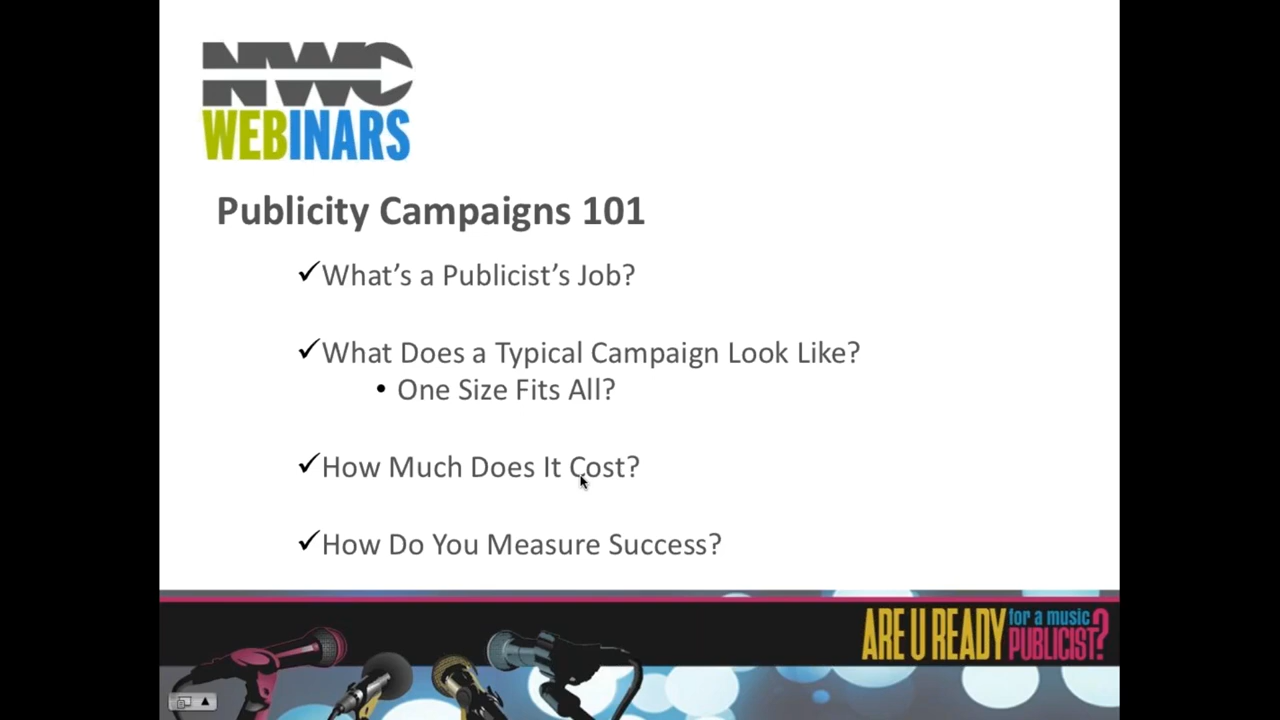 NWC
WEBINARS
Publicity Campaigns 101
✓What's a Publicist's Job?
✓What Does a Typical Campaign Look Like?
• One Size Fits All?
✓How Much Does It Cost?
✓How Do You Measure Success?
ARE U READY for a music PUBLICIST?